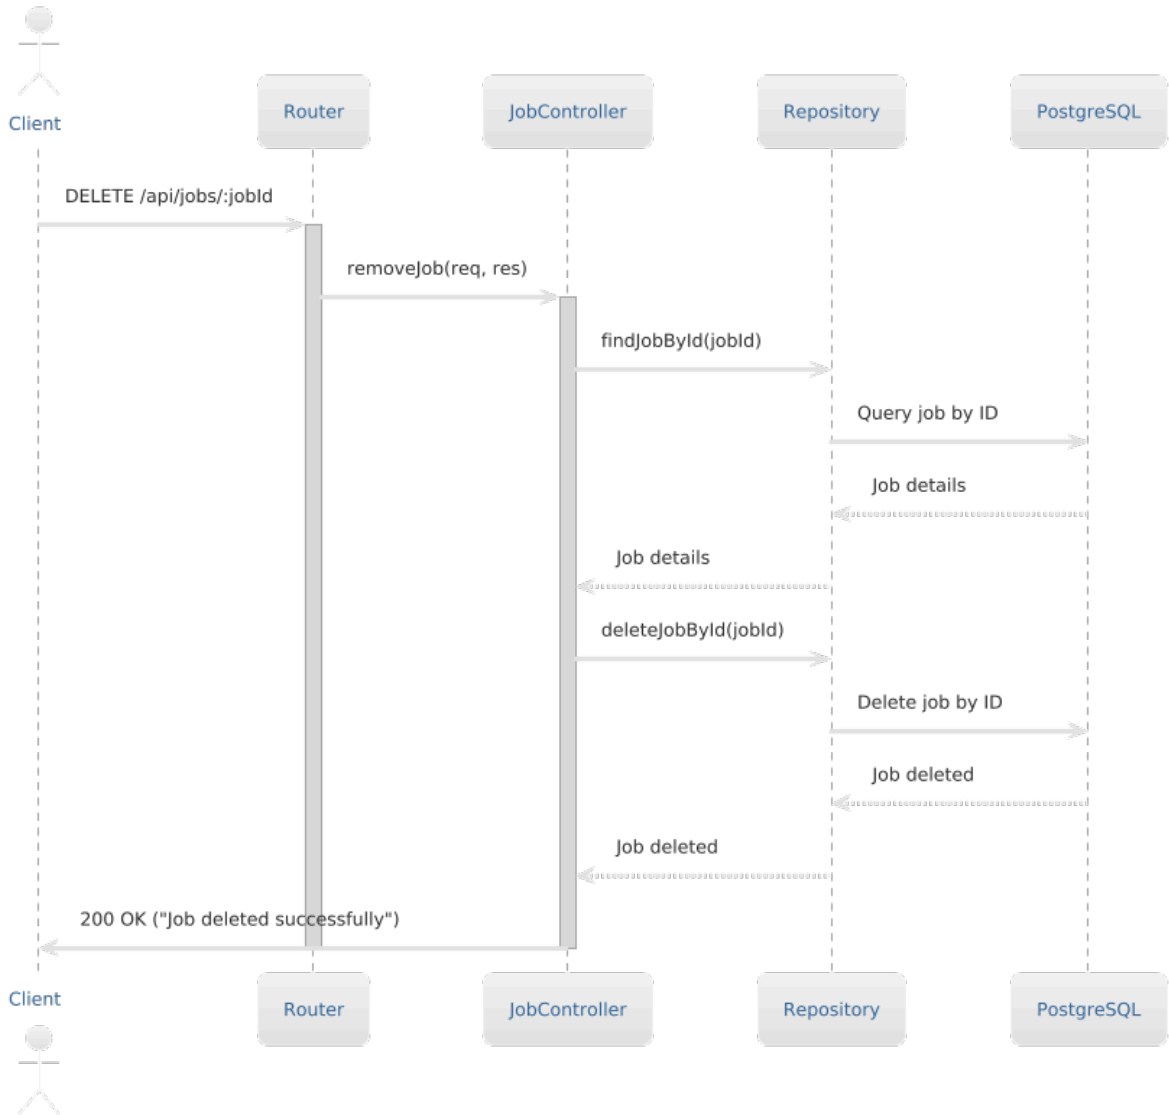 Client
Router
JobController
Repository
PostgreSQL
DELETE /api/jobs/:jobId
removeJob(req, res)
findJobById(jobId)
Query job by ID
Job details
Job details
deleteJobById(jobId)
Delete job by ID
Job deleted
Job deleted
200 OK ("Job deleted successfully")
Client
Router
JobController
Repository
PostgreSQL